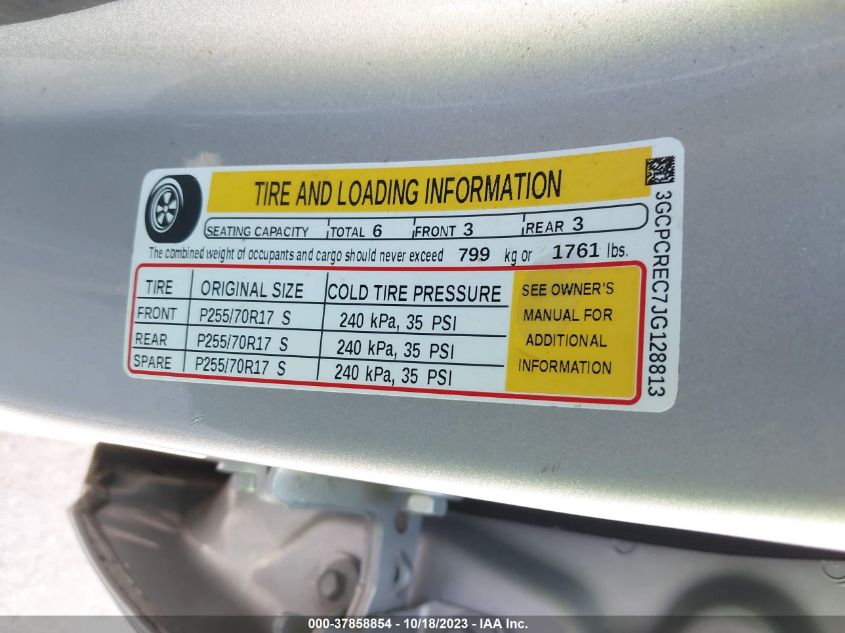 TIRE AND LOADING INFORMATION
SEATING CAPACITY TOTAL 6 FRONT 3 REAR 3
The combined weight of occupants and cargo should never exceed 799 kg or 1761 lbs.
TIRE ORIGINAL SIZE COLD TIRE PRESSURE
FRONT P255/70R17 S 240 kPa, 35 PSI
REAR P255/70R17 S 240 kPa, 35 PSI
SPARE P255/70R17 S 240 kPa, 35 PSI
SEE OWNER'S
MANUAL FOR
ADDITIONAL
INFORMATION
3GCPCREC7JG128813
000-37858854 - 10/18/2023 - IAAI.com